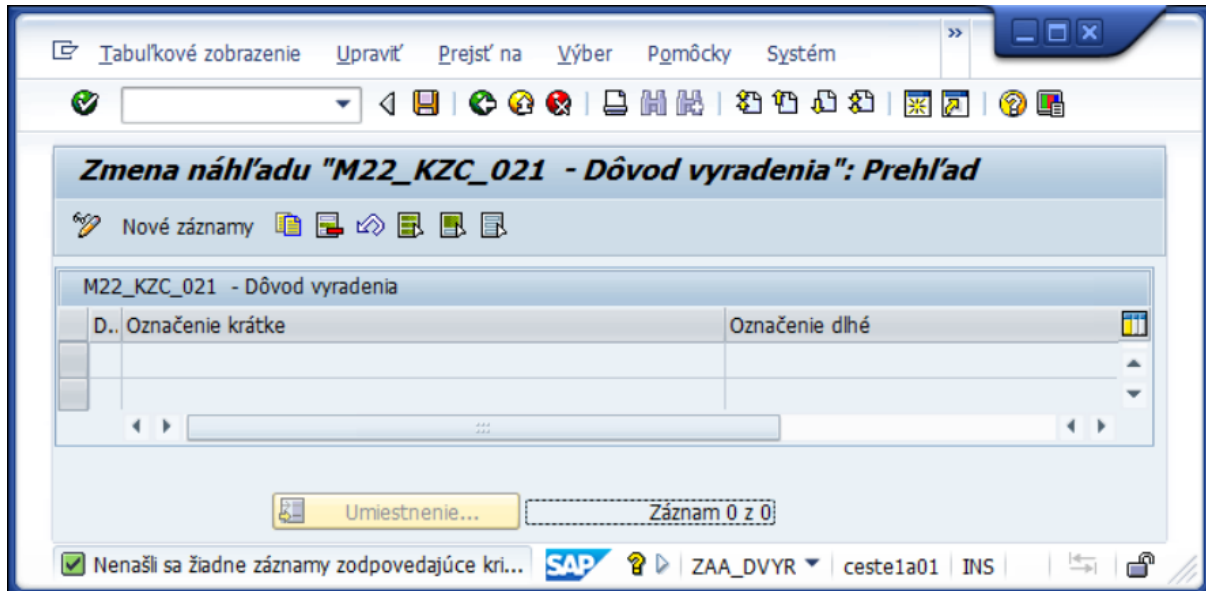 Tabuľkové zobrazenie Upraviť Prejsť na Výber Pomôcky Systém »
Zmena náhľadu "M22_KZC_021 - Dôvod vyradenia": Prehľad
Nové záznamy
M22_KZC_021 - Dôvod vyradenia
D.. Označenie krátke Označenie dlhé
Umiestnenie... Záznam 0 z 0
Nenašli sa žiadne záznamy zodpovedajúce kri... SAP ZAA_DVYR ceste1a01 INS